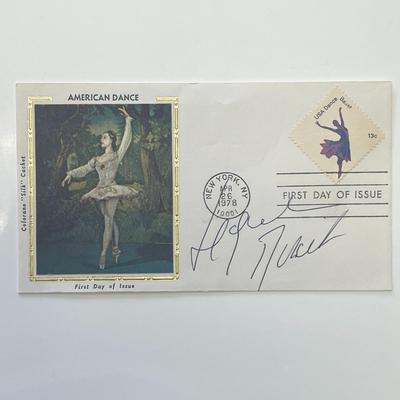 AMERICAN DANCE
Colorano "Silk" Cachet
First Day of Issue
USA Dance Ballet
13c
NEW YORK, NY
APR
26
1978
10001
FIRST DAY OF ISSUE